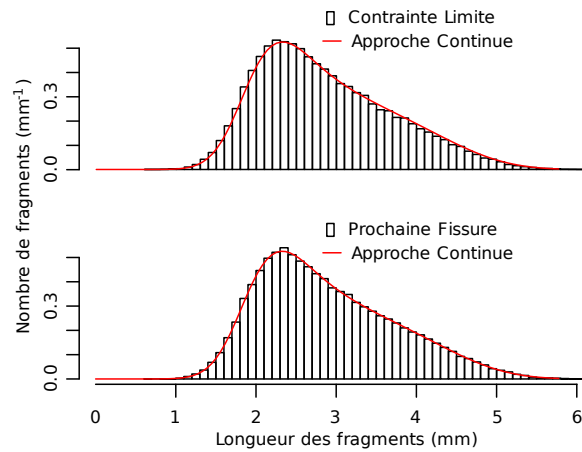 Contrainte Limite
Approche Continue
0.3
0.0
Prochaine Fissure
Approche Continue
0.3
0.0
Nombre de fragments (mm⁻¹)
0 1 2 3 4 5 6
Longueur des fragments (mm)